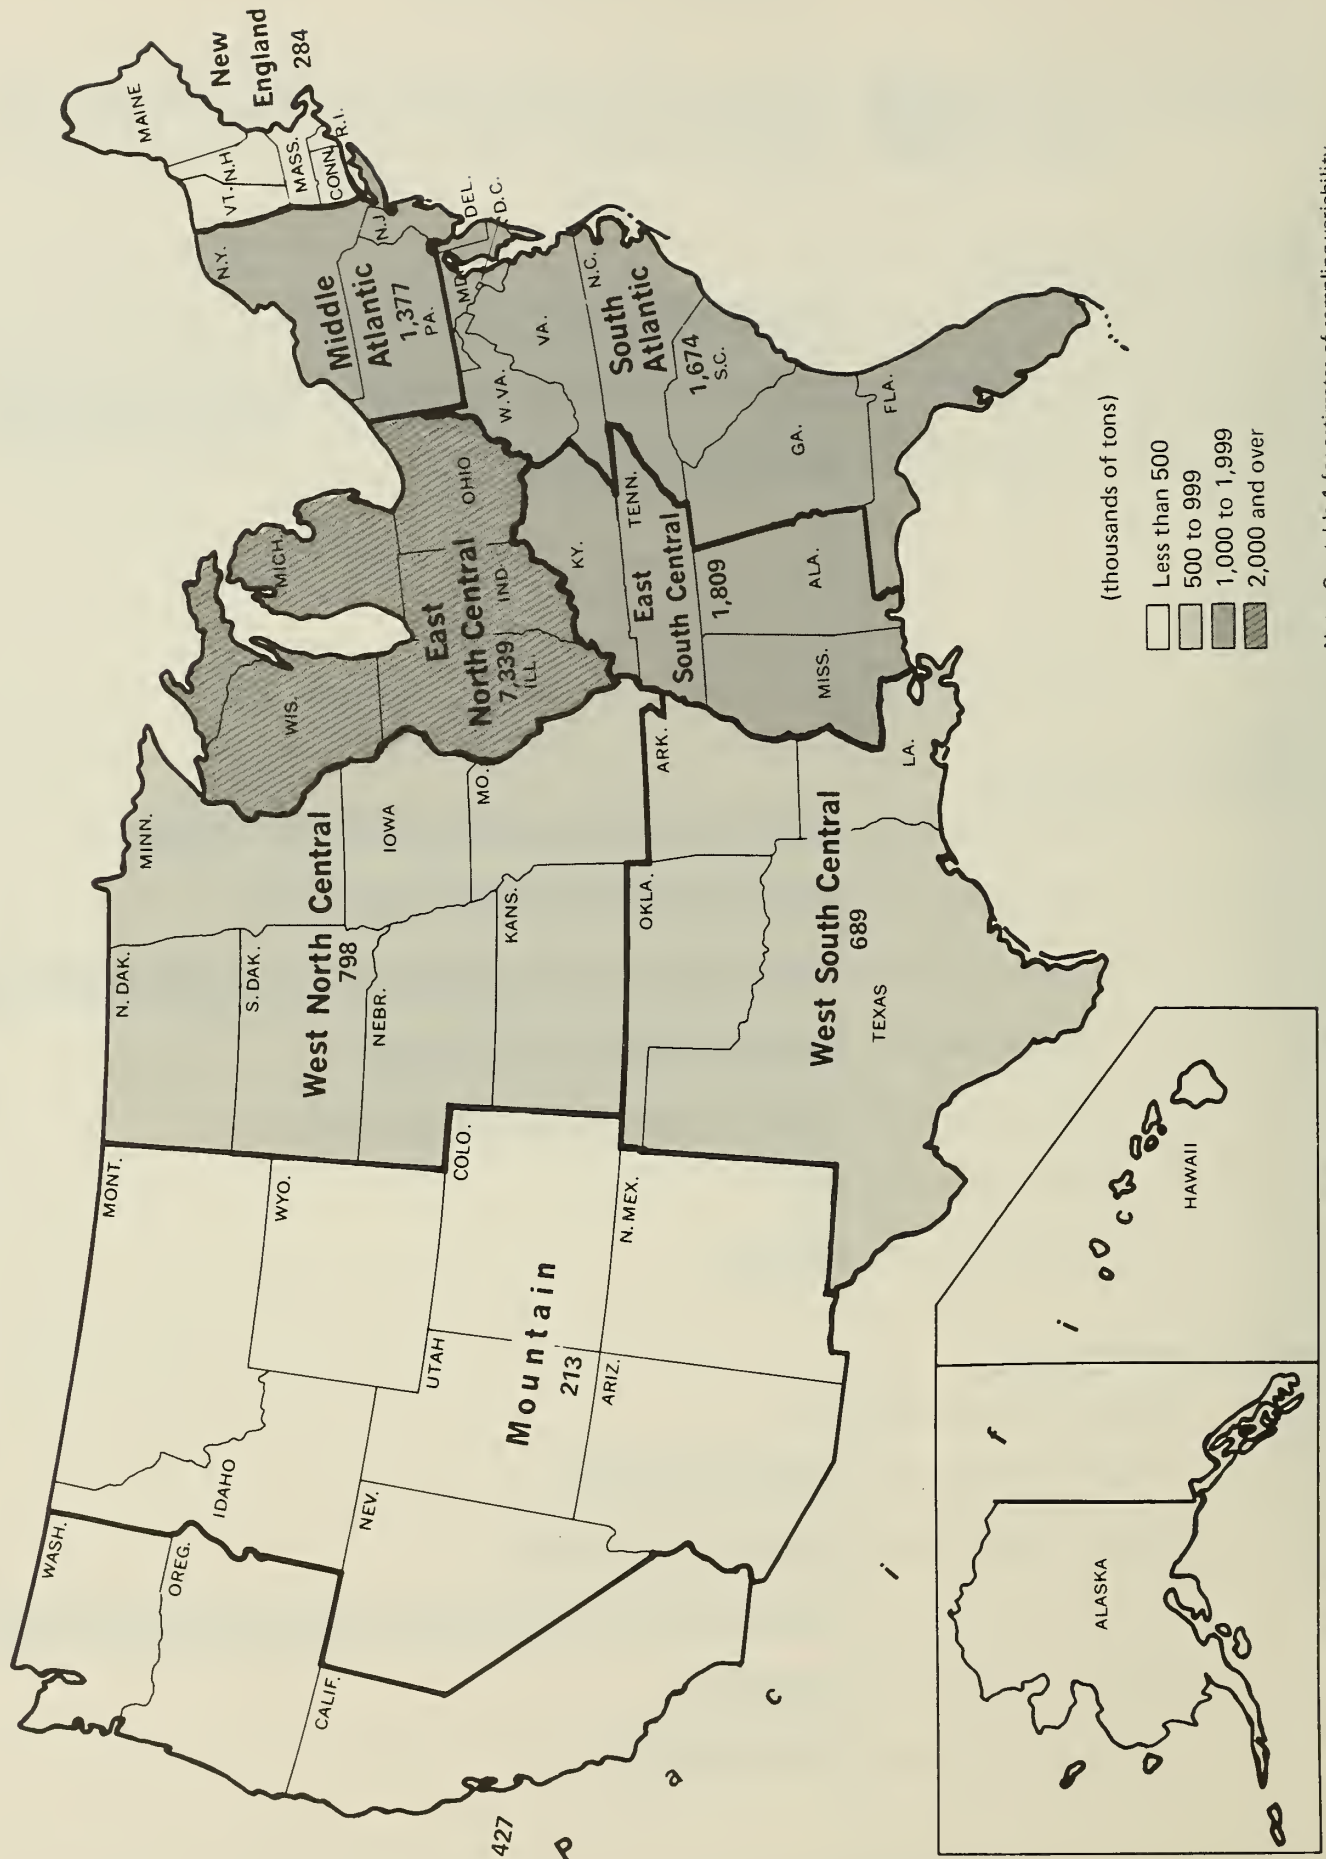 MAINE
New
England
284
VT.
N.H
MASS.
CONN.
R.I.
N.Y.
N.J
Middle
Atlantic
1,377
PA.
DEL.
D.C.
MD.
VA.
W.VA.
N.C.
South
Atlantic
1,674
S.C.
GA.
FLA.
MICH.
OHIO
WIS.
IND
East
North Central
7,339
ILL.
KY.
TENN.
East
South Central
1,809
ALA.
MISS.
MINN.
IOWA
MO.
N. DAK.
S. DAK.
West North Central
798
NEBR.
KANS.
ARK.
LA.
OKLA.
West South Central
689
TEXAS
MONT.
WYO.
COLO.
N. MEX.
UTAH
Mountain
213
ARIZ.
IDAHO
NEV.
WASH.
OREG.
CALIF.
427
P a c i f i c
ALASKA
HAWAII
(thousands of tons)
Less than 500
500 to 999
1,000 to 1,999
2,000 and over